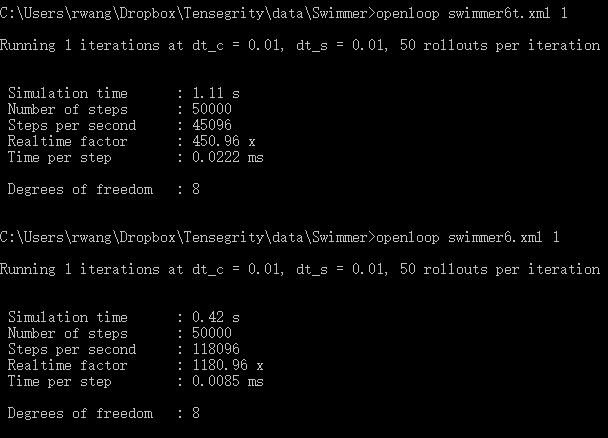 C:\Users\rwang\Dropbox\Tensegrity\data\Swimmer>openloop swimmer6t.xml 1
Running 1 iterations at dt_c = 0.01, dt_s = 0.01, 50 rollouts per iteration
Simulation time : 1.11 s
Number of steps : 50000
Steps per second : 45096
Realtime factor : 450.96 x
Time per step : 0.0222 ms
Degrees of freedom : 8
C:\Users\rwang\Dropbox\Tensegrity\data\Swimmer>openloop swimmer6.xml 1
Running 1 iterations at dt_c = 0.01, dt_s = 0.01, 50 rollouts per iteration
Simulation time : 0.42 s
Number of steps : 50000
Steps per second : 118096
Realtime factor : 1180.96 x
Time per step : 0.0085 ms
Degrees of freedom : 8